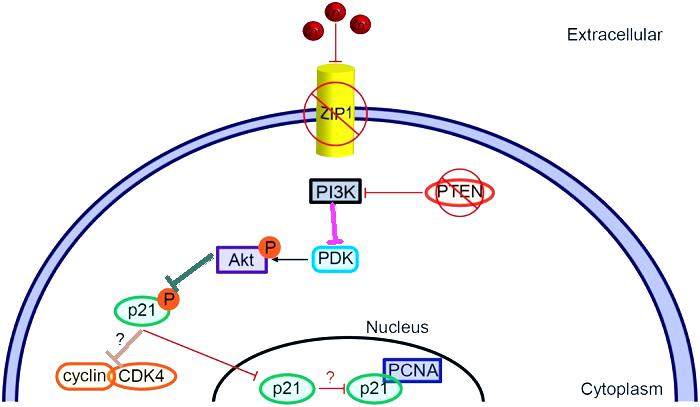 Extracellular
ZIP1
PI3K
PTEN
P
Akt
PDK
P
p21
?
Nucleus
cyclin CDK4
PCNA
p21
?
p21
Cytoplasm